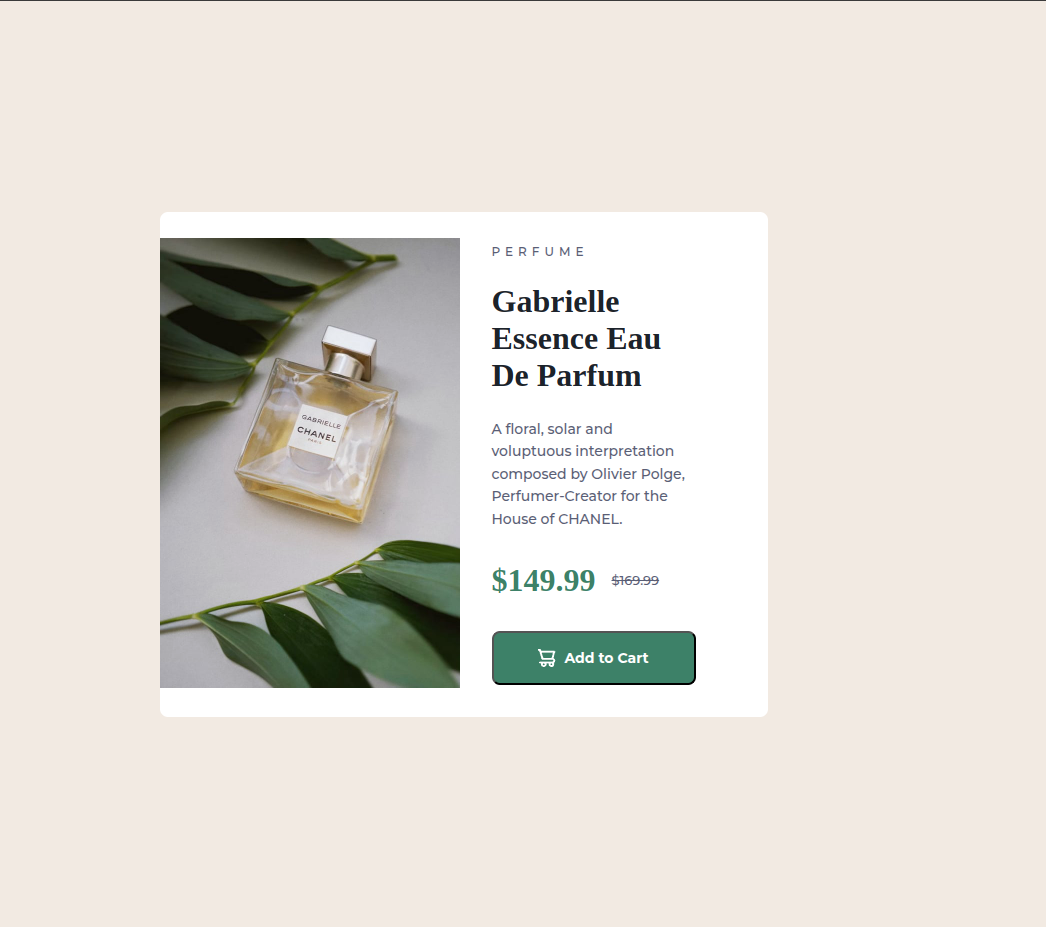 PERFUME
Gabrielle
Essence Eau
De Parfum
GABRIELLE
CHANEL
PARIS
A floral, solar and
voluptuous interpretation
composed by Olivier Polge,
Perfumer-Creator for the
House of CHANEL.
$149.99 $169.99
Add to Cart